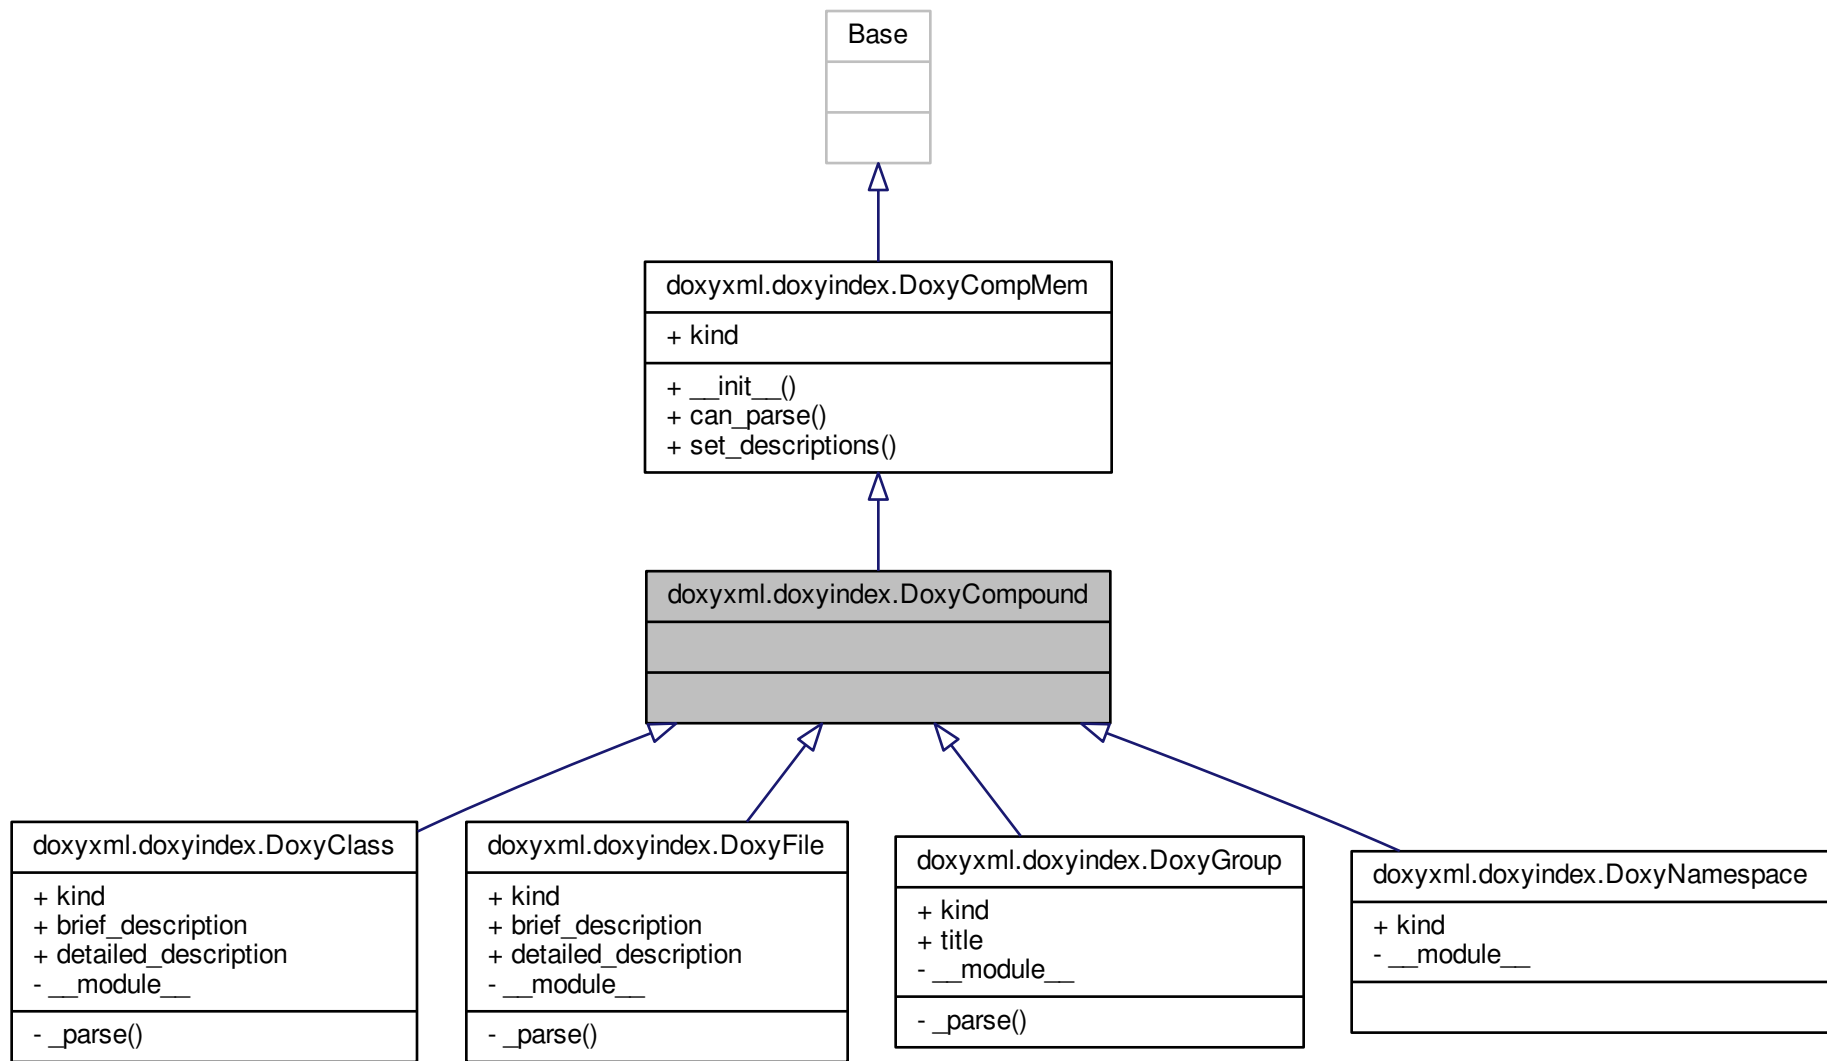 Base
doxyxml.doxyindex.DoxyCompMem
+ kind
+ __init__()
+ can_parse()
+ set_descriptions()
doxyxml.doxyindex.DoxyCompound
doxyxml.doxyindex.DoxyClass
+ kind
+ brief_description
+ detailed_description
- __module__
- _parse()
doxyxml.doxyindex.DoxyFile
+ kind
+ brief_description
+ detailed_description
- __module__
- _parse()
doxyxml.doxyindex.DoxyGroup
+ kind
+ title
- __module__
- _parse()
doxyxml.doxyindex.DoxyNamespace
+ kind
- __module__